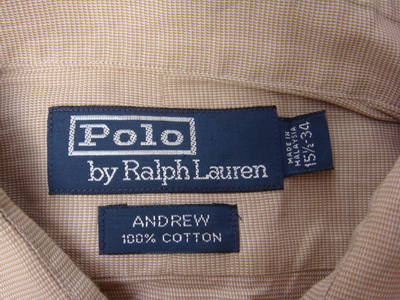 Polo
by Ralph Lauren
MADE IN
MALAYSIA
15½-34
ANDREW
100% COTTON